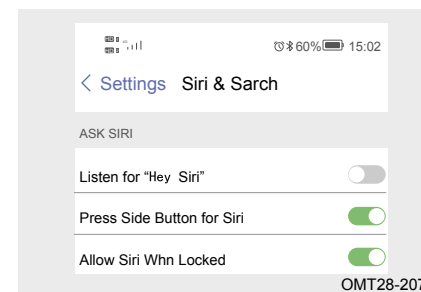 60% 15:02
Settings Siri & Sarch
ASK SIRI
Listen for “Hey Siri”
Press Side Button for Siri
Allow Siri Whn Locked
OMT28-207